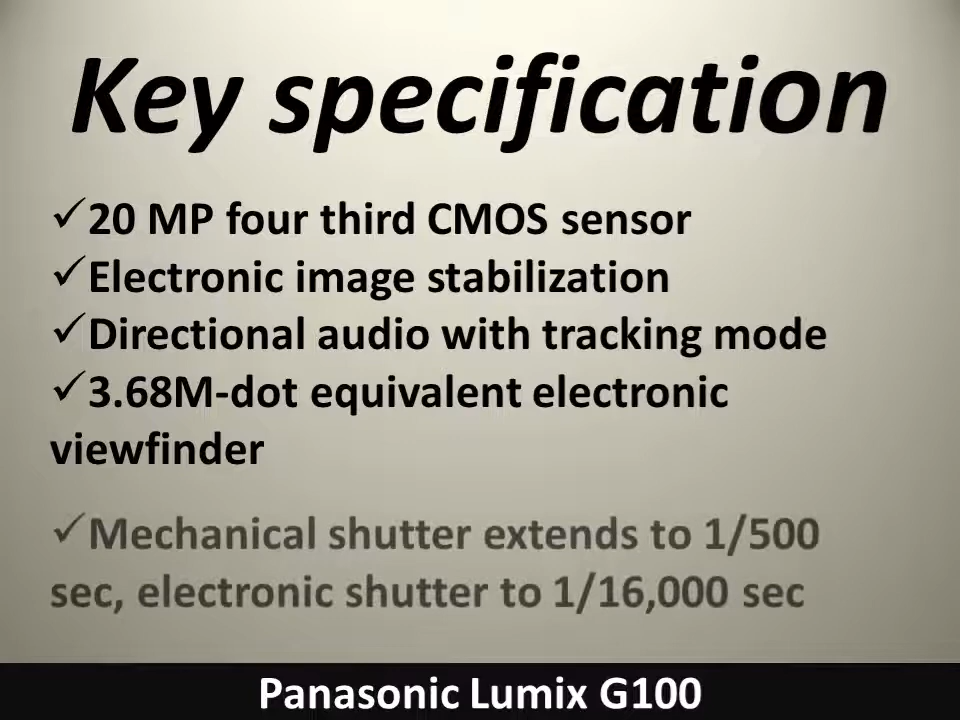 Key specification
✓20 MP four third CMOS sensor
✓Electronic image stabilization
✓Directional audio with tracking mode
✓3.68M-dot equivalent electronic
viewfinder
✓Mechanical shutter extends to 1/500
sec, electronic shutter to 1/16,000 sec
Panasonic Lumix G100